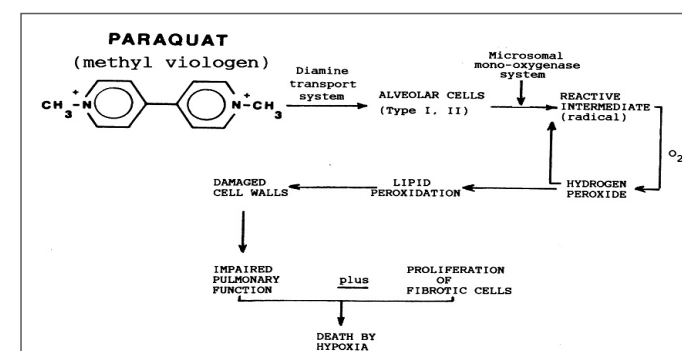 PARAQUAT
(methyl viologen)
CH3-N+ N+-CH3
Diamine
transport
system
ALVEOLAR CELLS
(Type I, II)
Microsomal
mono-oxygenase
system
REACTIVE
INTERMEDIATE
(radical)
O2
HYDROGEN
PEROXIDE
LIPID
PEROXIDATION
DAMAGED
CELL WALLS
IMPAIRED
PULMONARY
FUNCTION
plus
PROLIFERATION
OF
FIBROTIC CELLS
DEATH BY
HYPOXIA